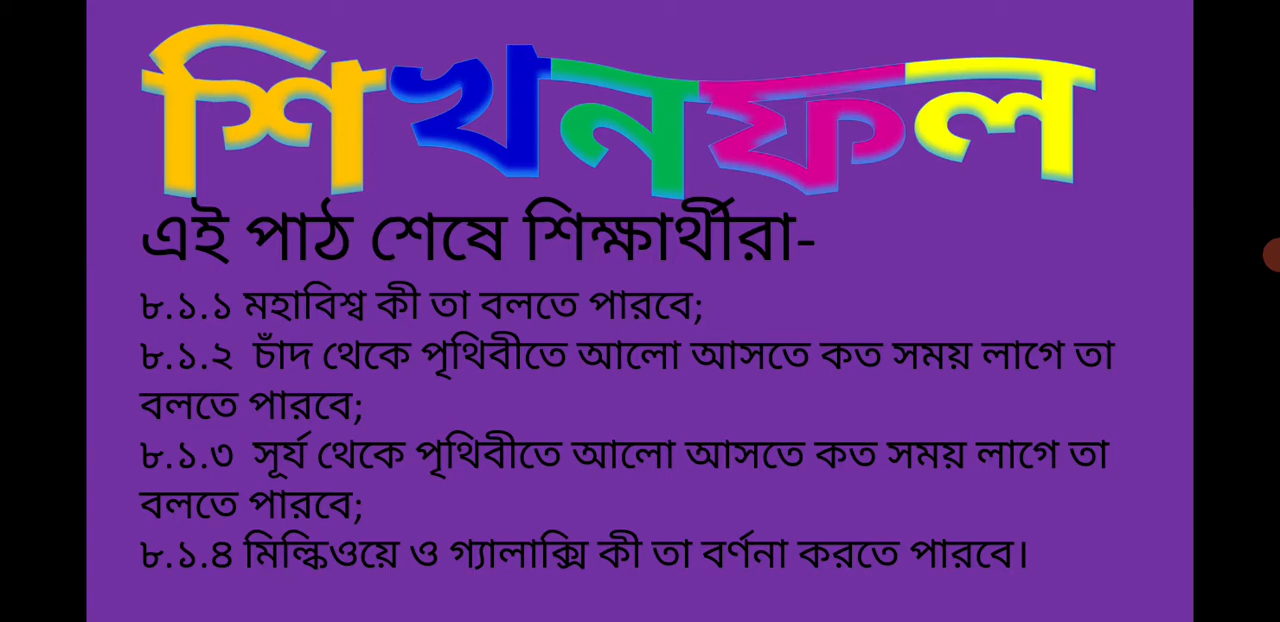 শিখনফল
এই পাঠ শেষে শিক্ষার্থীরা-
৮.১.১ মহাবিশ্ব কী তা বলতে পারবে;
৮.১.২ চাঁদ থেকে পৃথিবীতে আলো আসতে কত সময় লাগে তা
বলতে পারবে;
৮.১.৩ সূর্য থেকে পৃথিবীতে আলো আসতে কত সময় লাগে তা
বলতে পারবে;
৮.১.৪ মিল্কিওয়ে ও গ্যালাক্সি কী তা বর্ণনা করতে পারবে।